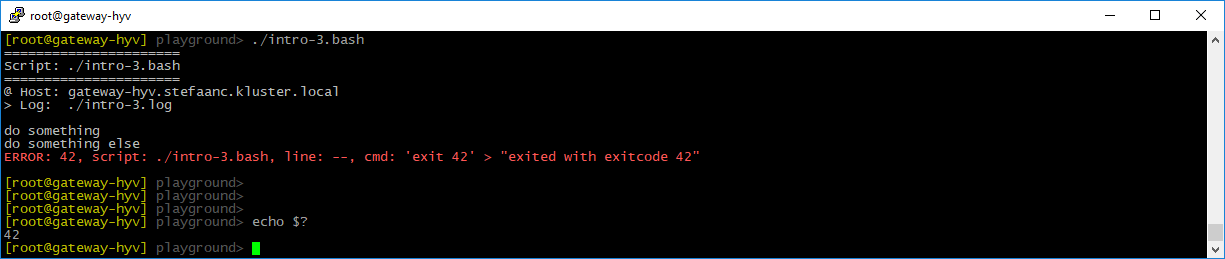 root@gateway-hyv
[root@gateway-hyv] playground> ./intro-3.bash
======================
Script: ./intro-3.bash
======================
@ Host: gateway-hyv.stefaanc.kluster.local
> Log:  ./intro-3.log
do something
do something else
ERROR: 42, script: ./intro-3.bash, line: --, cmd: 'exit 42' > "exited with exitcode 42"
[root@gateway-hyv] playground>
[root@gateway-hyv] playground>
[root@gateway-hyv] playground>
[root@gateway-hyv] playground> echo $?
42
[root@gateway-hyv] playground>